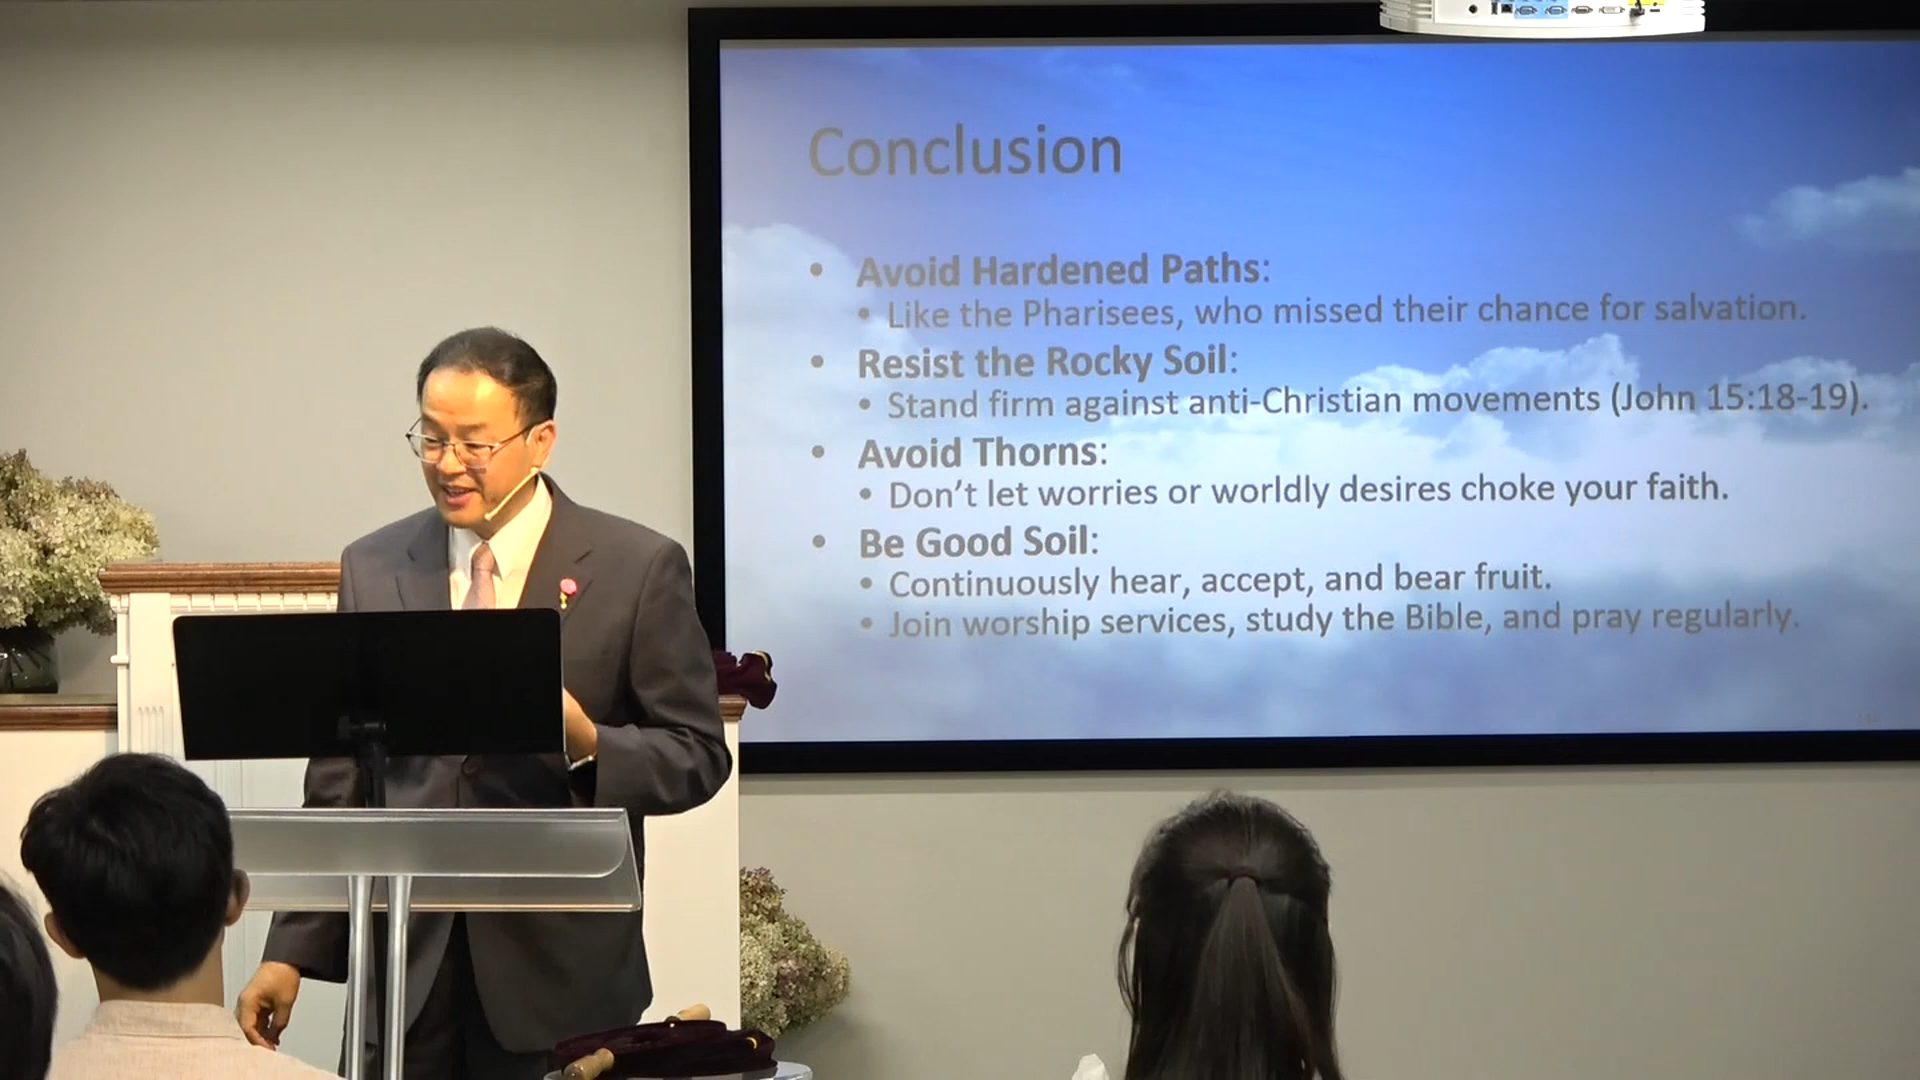 Conclusion
• Avoid Hardened Paths:
• Like the Pharisees, who missed their chance for salvation.
• Resist the Rocky Soil:
• Stand firm against anti-Christian movements (John 15:18-19).
• Avoid Thorns:
• Don't let worries or worldly desires choke your faith.
• Be Good Soil:
• Continuously hear, accept, and bear fruit.
• Join worship services, study the Bible, and pray regularly.